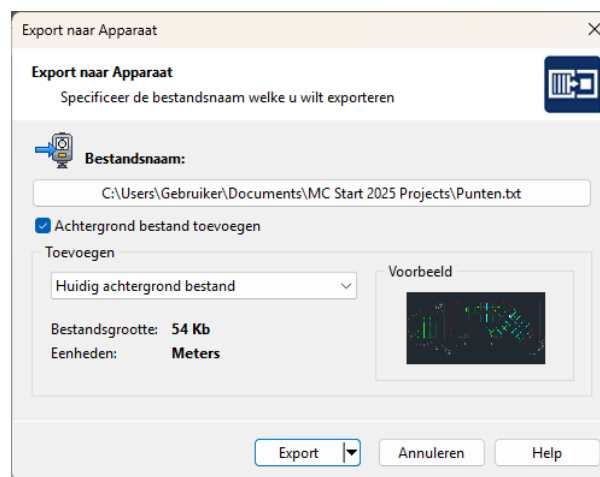 Export naar Apparaat
Export naar Apparaat
Specificeer de bestandsnaam welke u wilt exporteren
Bestandsnaam:
C:\Users\Gebruiker\Documents\MC Start 2025 Projects\Punten.txt
Achtergrond bestand toevoegen
Toevoegen
Huidig achtergrond bestand
Voorbeeld
Bestandsgrootte: 54 Kb
Eenheden: Meters
Export Annuleren Help